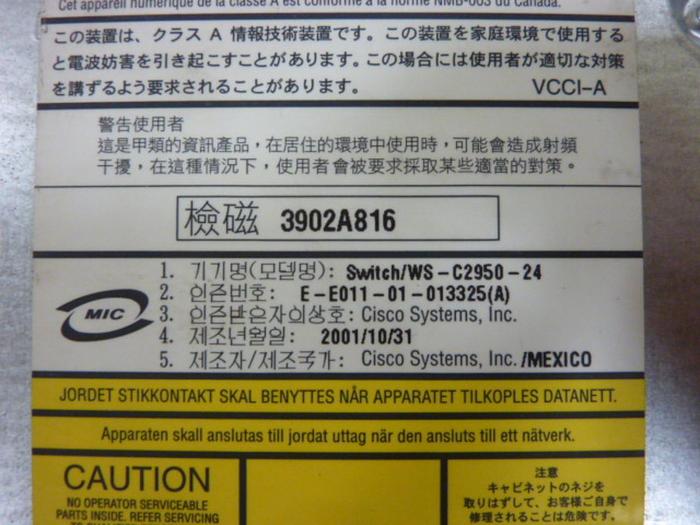 Cet appareil numérique de la classe A est conforme à la norme NMB-003 du Canada.
この装置は、クラス A 情報技術装置です。この装置を家庭環境で使用する
と電波妨害を引き起こすことがあります。この場合には使用者が適切な対策
を講ずるよう要求されることがあります。 VCCI-A
警告使用者
這是甲類的資訊產品，在居住的環境中使用時，可能會造成射頻
干擾，在這種情況下，使用者會被要求採取某些適當的對策。
檢磁 3902A816
1. 기기명(모델명): Switch/WS-C2950-24
2. 인증번호: E-E011-01-013325(A)
MIC
3. 인증받은자의상호: Cisco Systems, Inc.
4. 제조년월일: 2001/10/31
5. 제조자/제조국가: Cisco Systems, Inc./MEXICO
JORDET STIKKONTAKT SKAL BENYTTES NÅR APPARATET TILKOPLES DATANETT.
Apparaten skall anslutas till jordat uttag när den ansluts till ett nätverk.
CAUTION
NO OPERATOR SERVICEABLE
PARTS INSIDE. REFER SERVICING
注意
キャビネットのネジを
取りはずして、お客様ご自身で
修理されることは危険です。